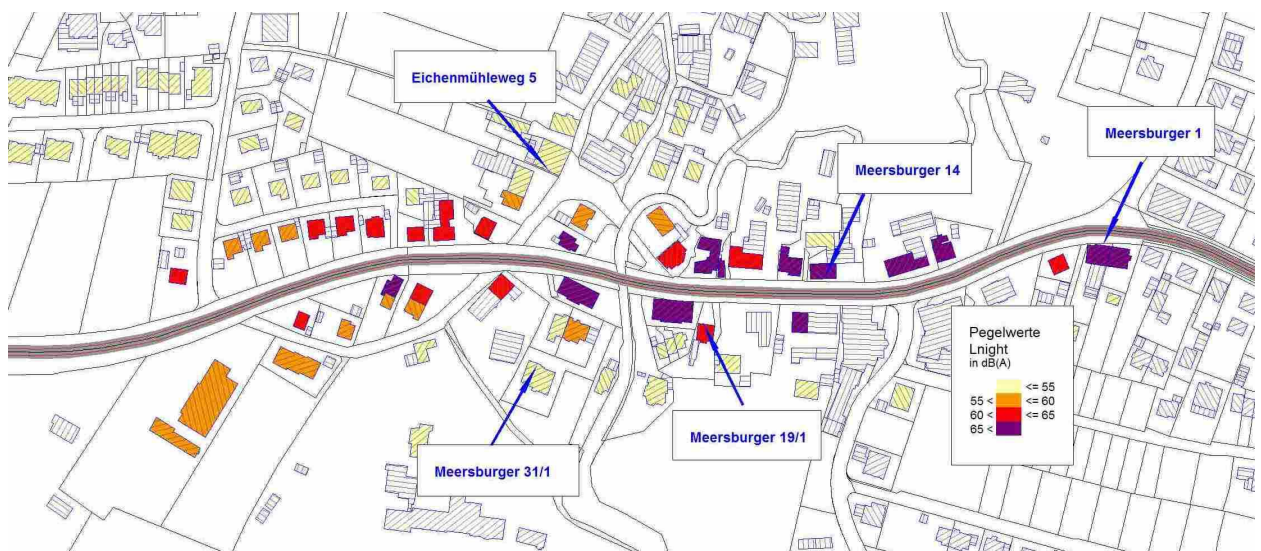 Eichenmühleweg 5
Meersburger 1
Meersburger 14
Pegelwerte
Lnight
in dB(A)
<= 55
55 < <= 60
60 < <= 65
65 <
Meersburger 19/1
Meersburger 31/1